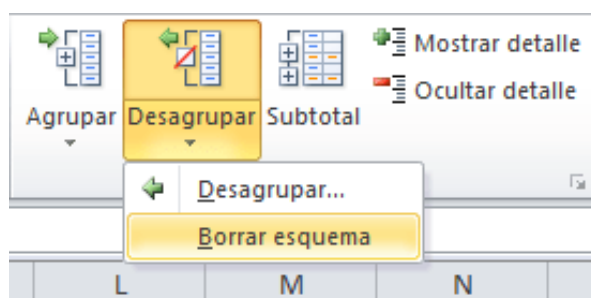 Mostrar detalle
Ocultar detalle
Agrupar Desagrupar Subtotal
Desagrupar...
Borrar esquema
L M N